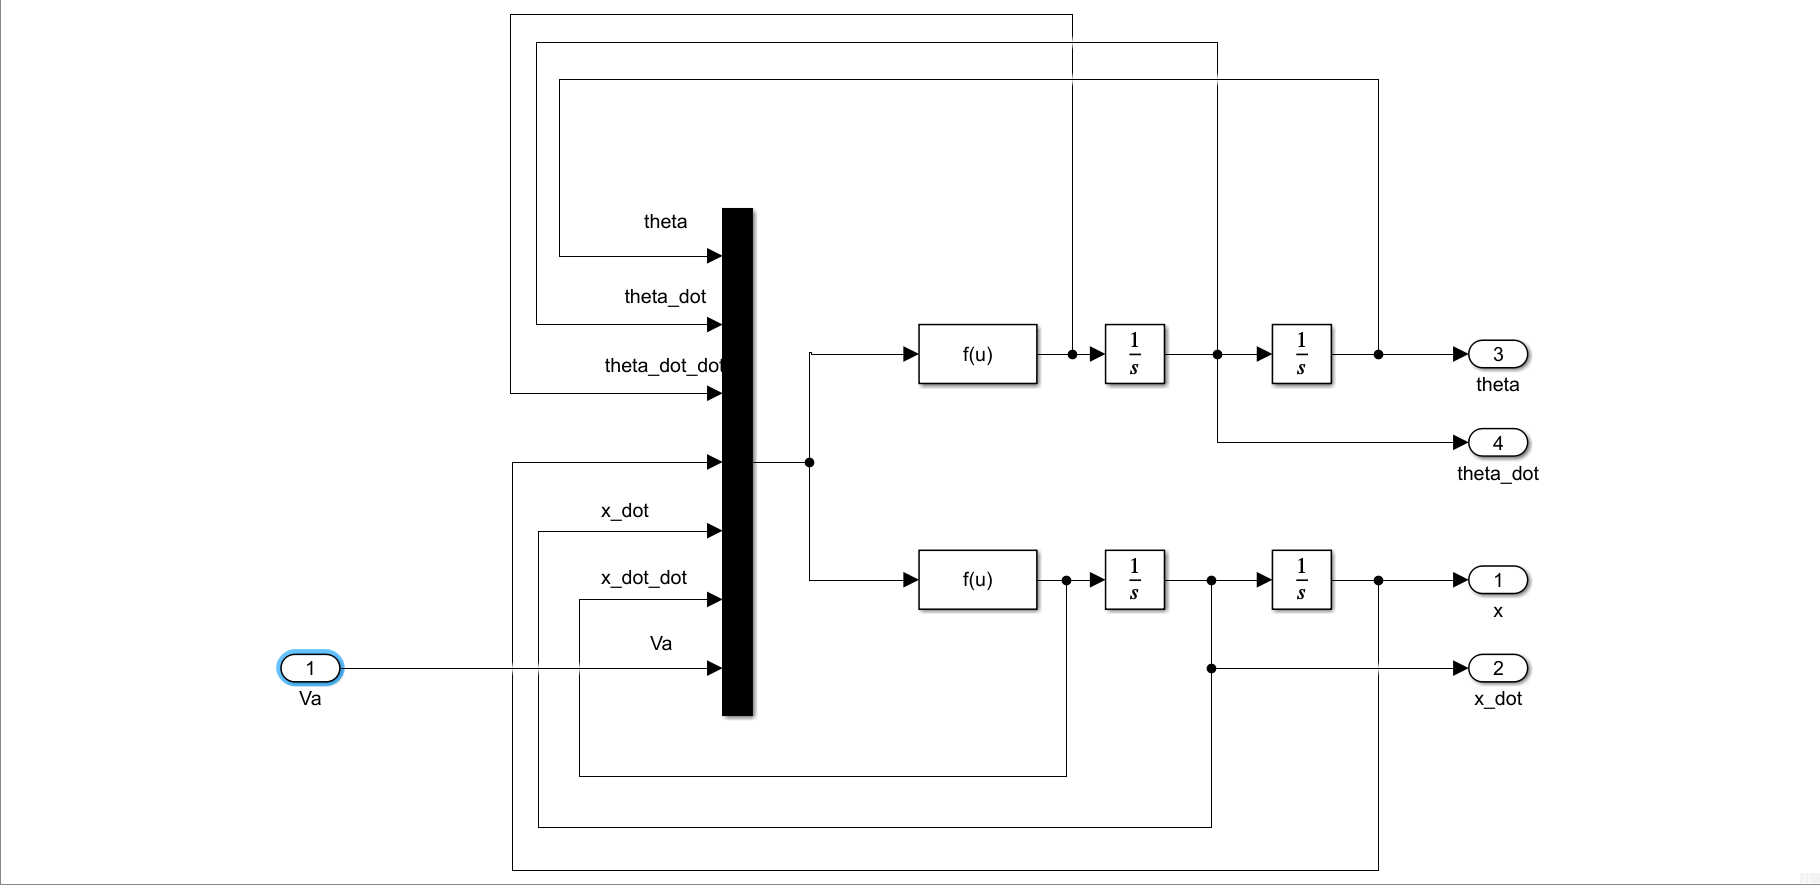 theta
theta_dot
theta_dot_dot
x_dot
x_dot_dot
Va
1
Va
f(u)
1
s
1
s
3
theta
4
theta_dot
f(u)
1
s
1
s
1
x
2
x_dot